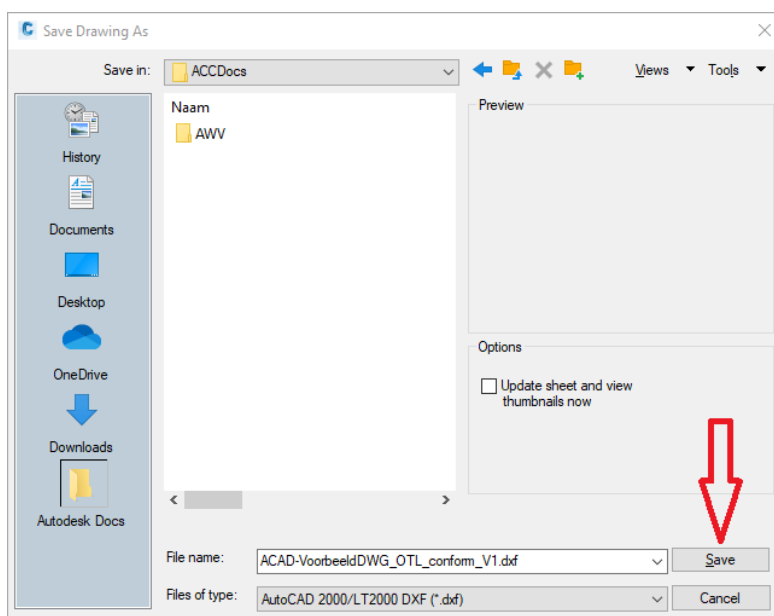 Save Drawing As
Save in: ACCDocs Views Tools
Naam
AWV
Preview
History
Documents
Desktop
OneDrive
Downloads
Autodesk Docs
Options
Update sheet and view
thumbnails now
File name: ACAD-VoorbeeldDWG_OTL_conform_V1.dxf Save
Files of type: AutoCAD 2000/LT2000 DXF (*.dxf) Cancel